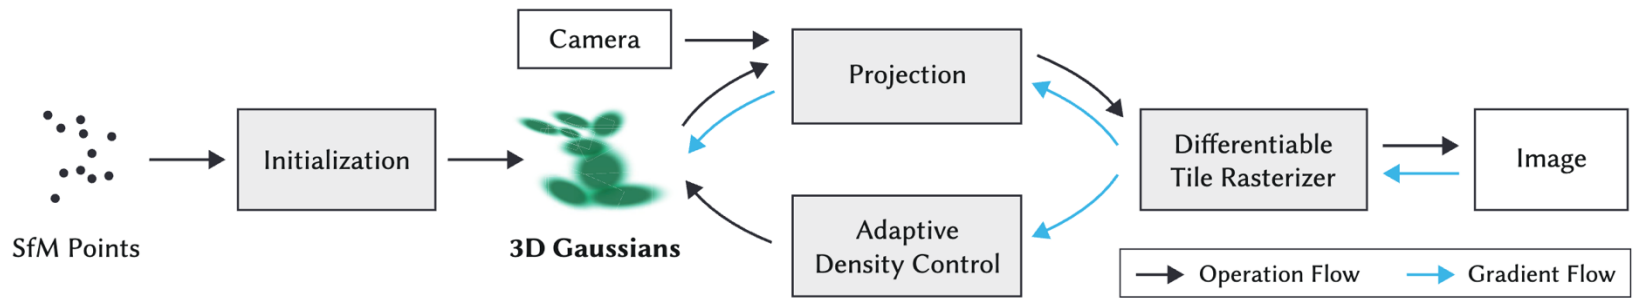 SfM Points
Initialization
3D Gaussians
Camera
Projection
Adaptive
Density Control
Differentiable
Tile Rasterizer
Image
Operation Flow
Gradient Flow